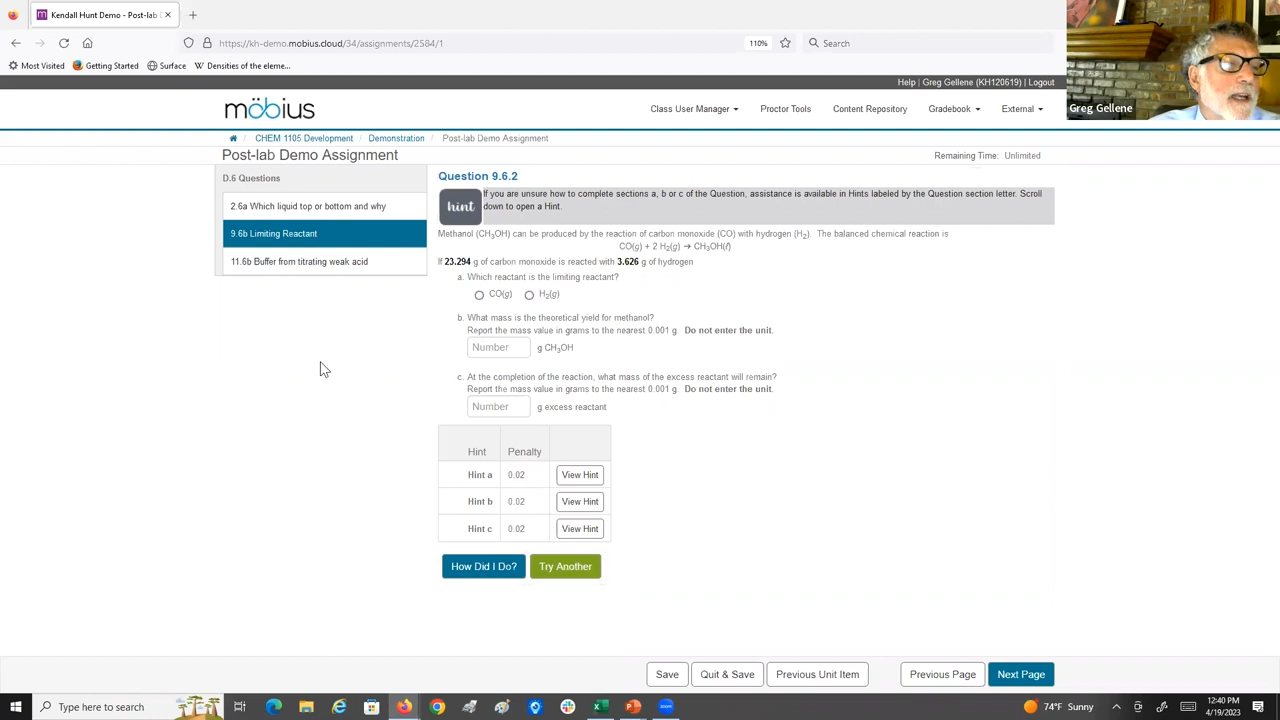 Kendall Hunt Demo - Post-lab D
https://kh-demo.mobius.cloud/34/assignments/2584/1
110%
Search
Most Visited
Getting Started
Surface
W Densities of the eleme...
Help | Greg Gellene (KH120619) | Logout
Greg Gellene
möbius
Class User Manager
Proctor Tools
Content Repository
Gradebook
External
CHEM 1105 Development / Demonstration / Post-lab Demo Assignment
Post-lab Demo Assignment
Remaining Time: Unlimited
D.6 Questions
2.6a Which liquid top or bottom and why
9.6b Limiting Reactant
11.6b Buffer from titrating weak acid
Question 9.6.2
hint
If you are unsure how to complete sections a, b or c of the Question, assistance is available in Hints labeled by the Question section letter. Scroll
down to open a Hint.
Methanol (CH₃OH) can be produced by the reaction of carbon monoxide (CO) with hydrogen (H₂). The balanced chemical reaction is
CO(g) + 2 H₂(g) → CH₃OH(ℓ)
If 23.294 g of carbon monoxide is reacted with 3.626 g of hydrogen
a. Which reactant is the limiting reactant?
CO(g) H₂(g)
b. What mass is the theoretical yield for methanol?
Report the mass value in grams to the nearest 0.001 g. Do not enter the unit.
Number g CH₃OH
c. At the completion of the reaction, what mass of the excess reactant will remain?
Report the mass value in grams to the nearest 0.001 g. Do not enter the unit.
Number g excess reactant
Hint Penalty
Hint a 0.02 View Hint
Hint b 0.02 View Hint
Hint c 0.02 View Hint
How Did I Do? Try Another
Save
Quit & Save
Previous Unit Item
Previous Page
Next Page
Type here to search
74°F Sunny
12:40 PM
4/19/2023